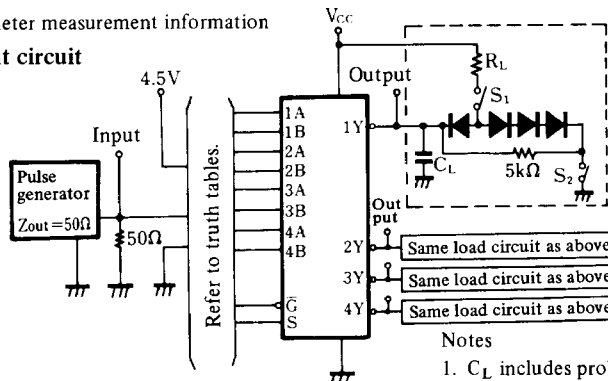 eter measurement information
t circuit
VCC
4.5V
Output
RL
S1
Input
1A
1B
2A
2B
3A
3B
4A
4B
G̅
S
1Y
2Y
3Y
4Y
CL
5kΩ
S2
Pulse
generator
Zout=50Ω
50Ω
Refer to truth tables.
Out
put
Same load circuit as above
Same load circuit as above
Same load circuit as above
Notes
1. CL includes pro